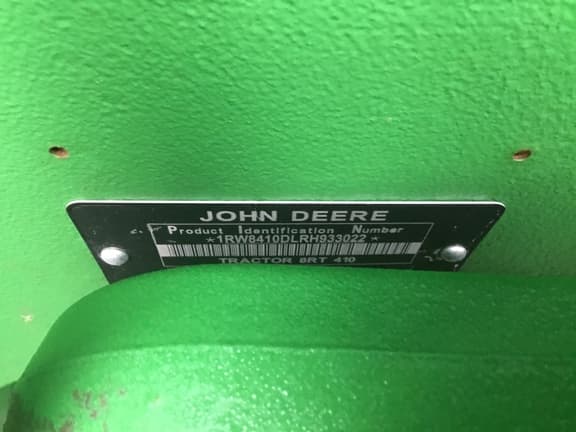 JOHN DEERE
Product Identification Number
*1RW8410DLRH933022*
TRACTOR 8RT 410